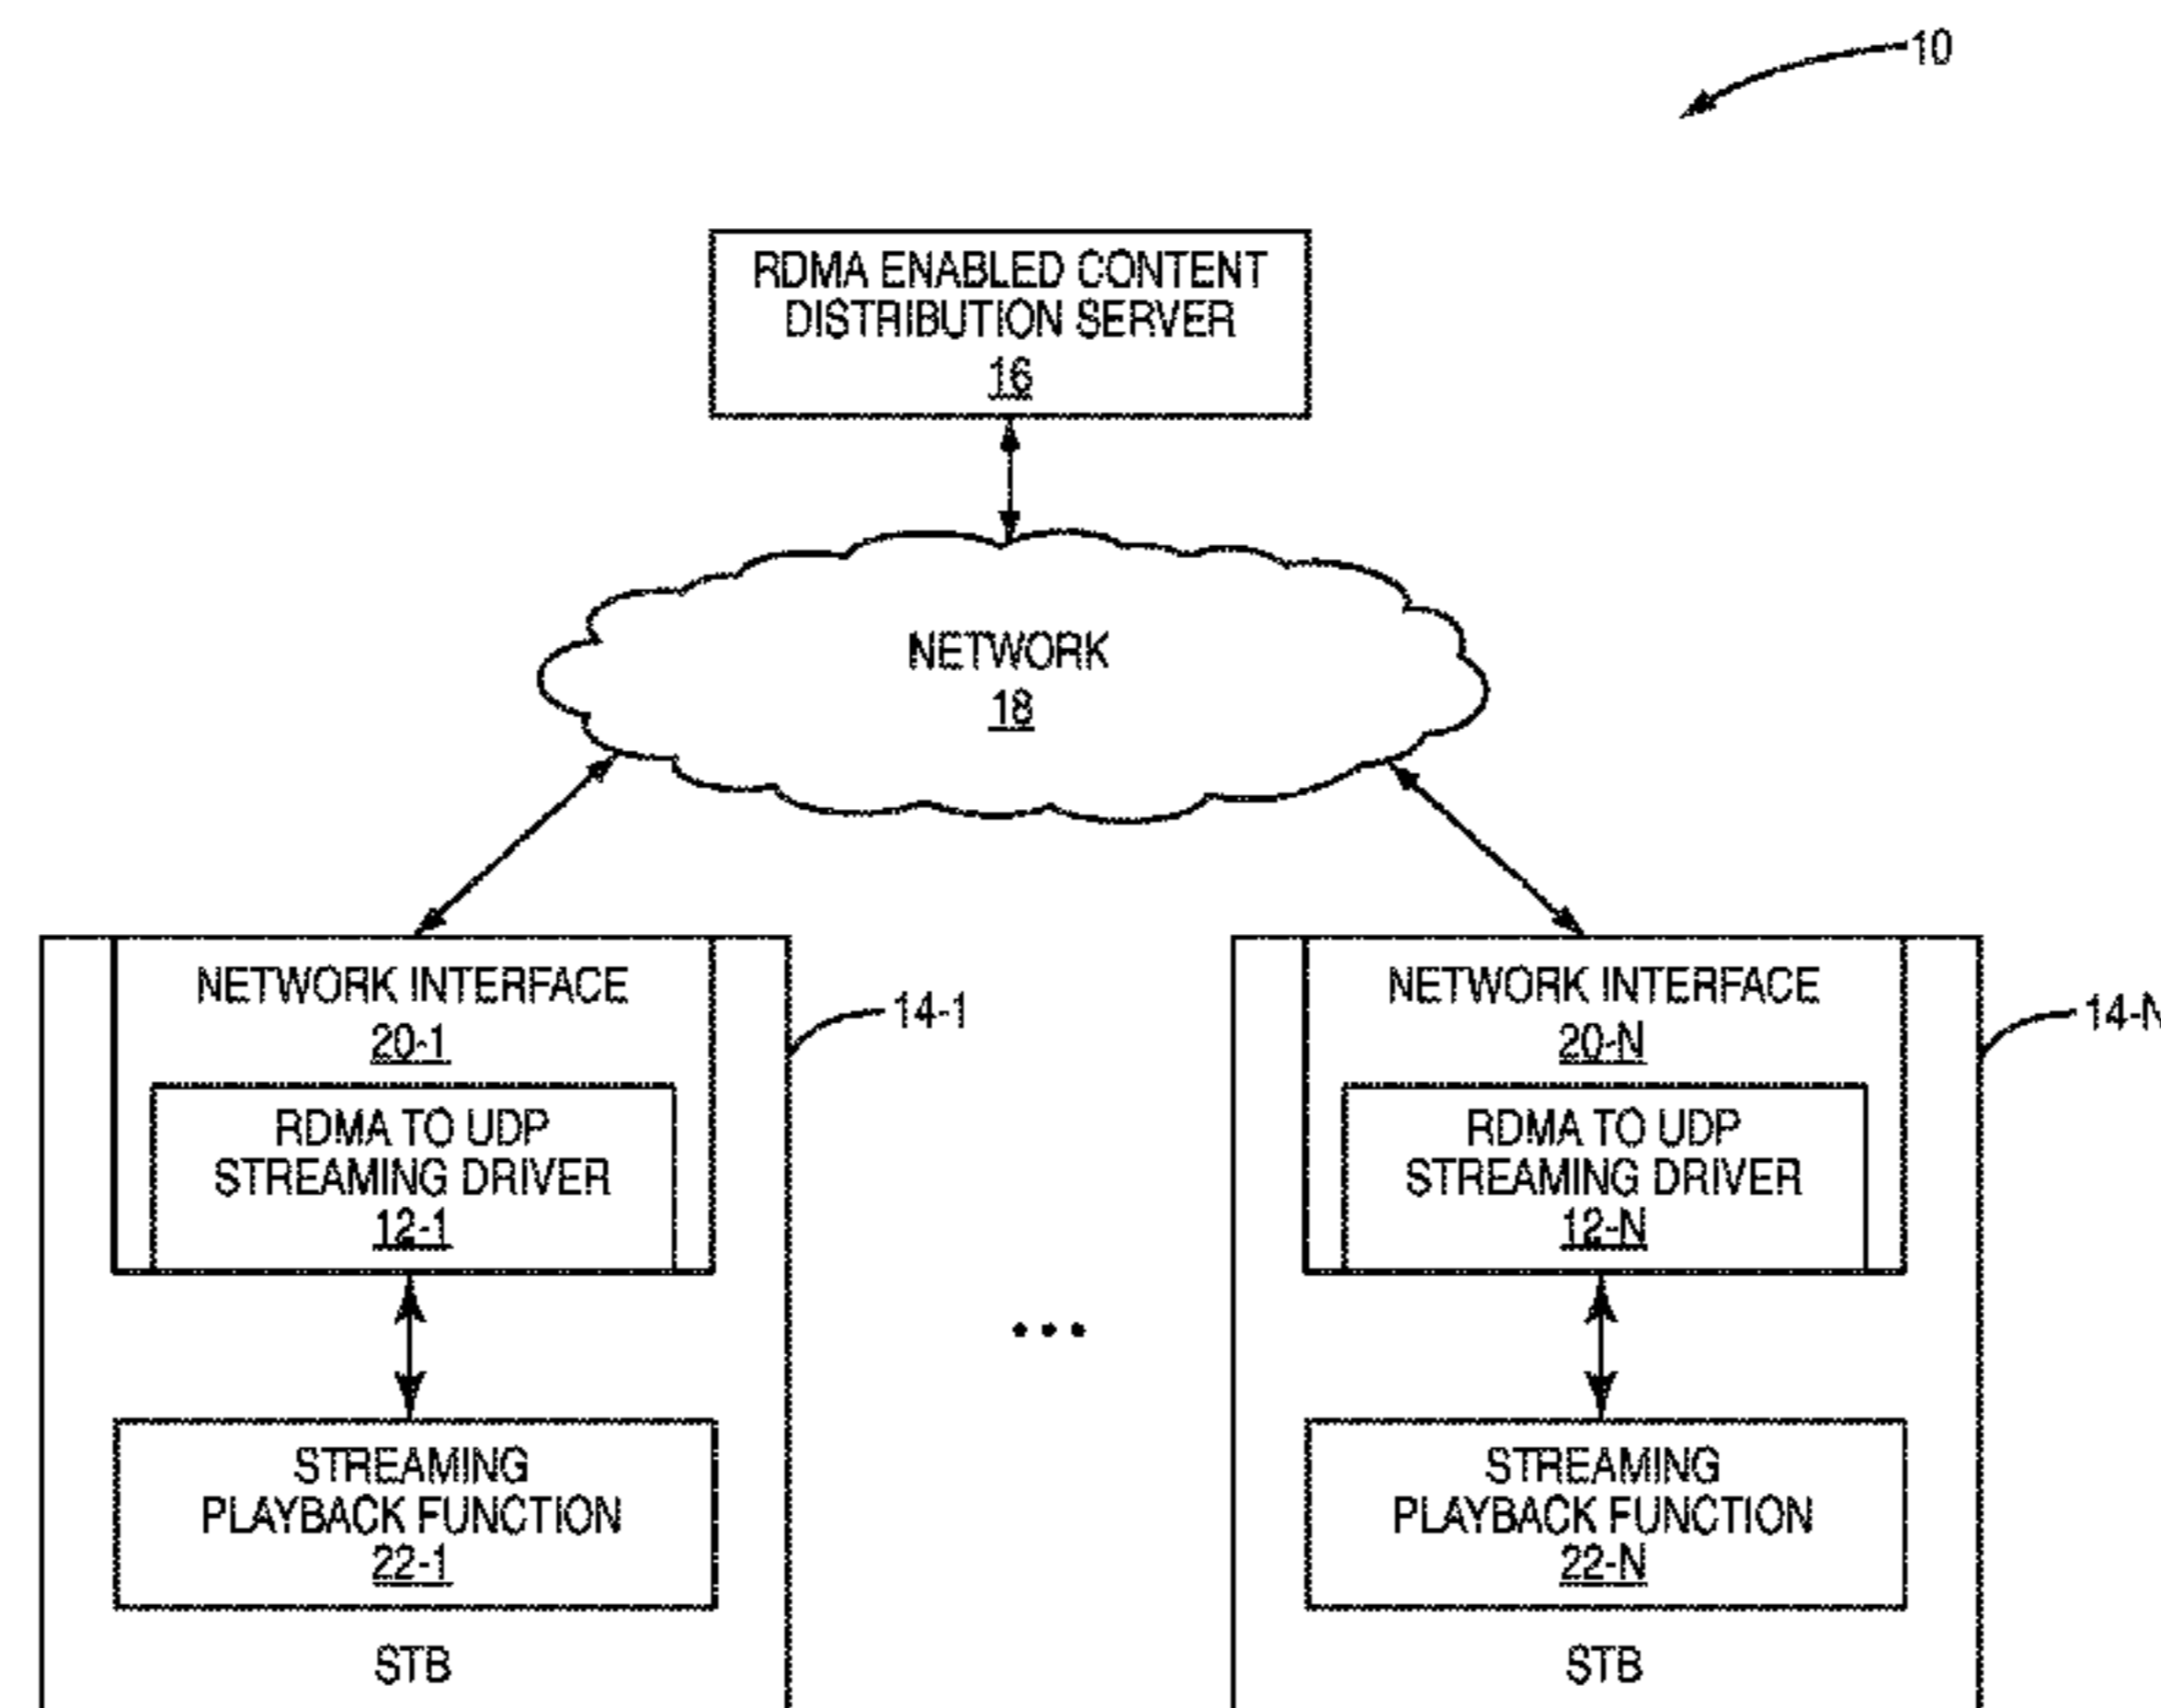 10
RDMA ENABLED CONTENT
DISTRIBUTION SERVER
16
NETWORK
18
NETWORK INTERFACE
20-1
RDMA TO UDP
STREAMING DRIVER
12-1
14-1
STREAMING
PLAYBACK FUNCTION
22-1
STB
NETWORK INTERFACE
20-N
RDMA TO UDP
STREAMING DRIVER
12-N
14-N
STREAMING
PLAYBACK FUNCTION
22-N
STB